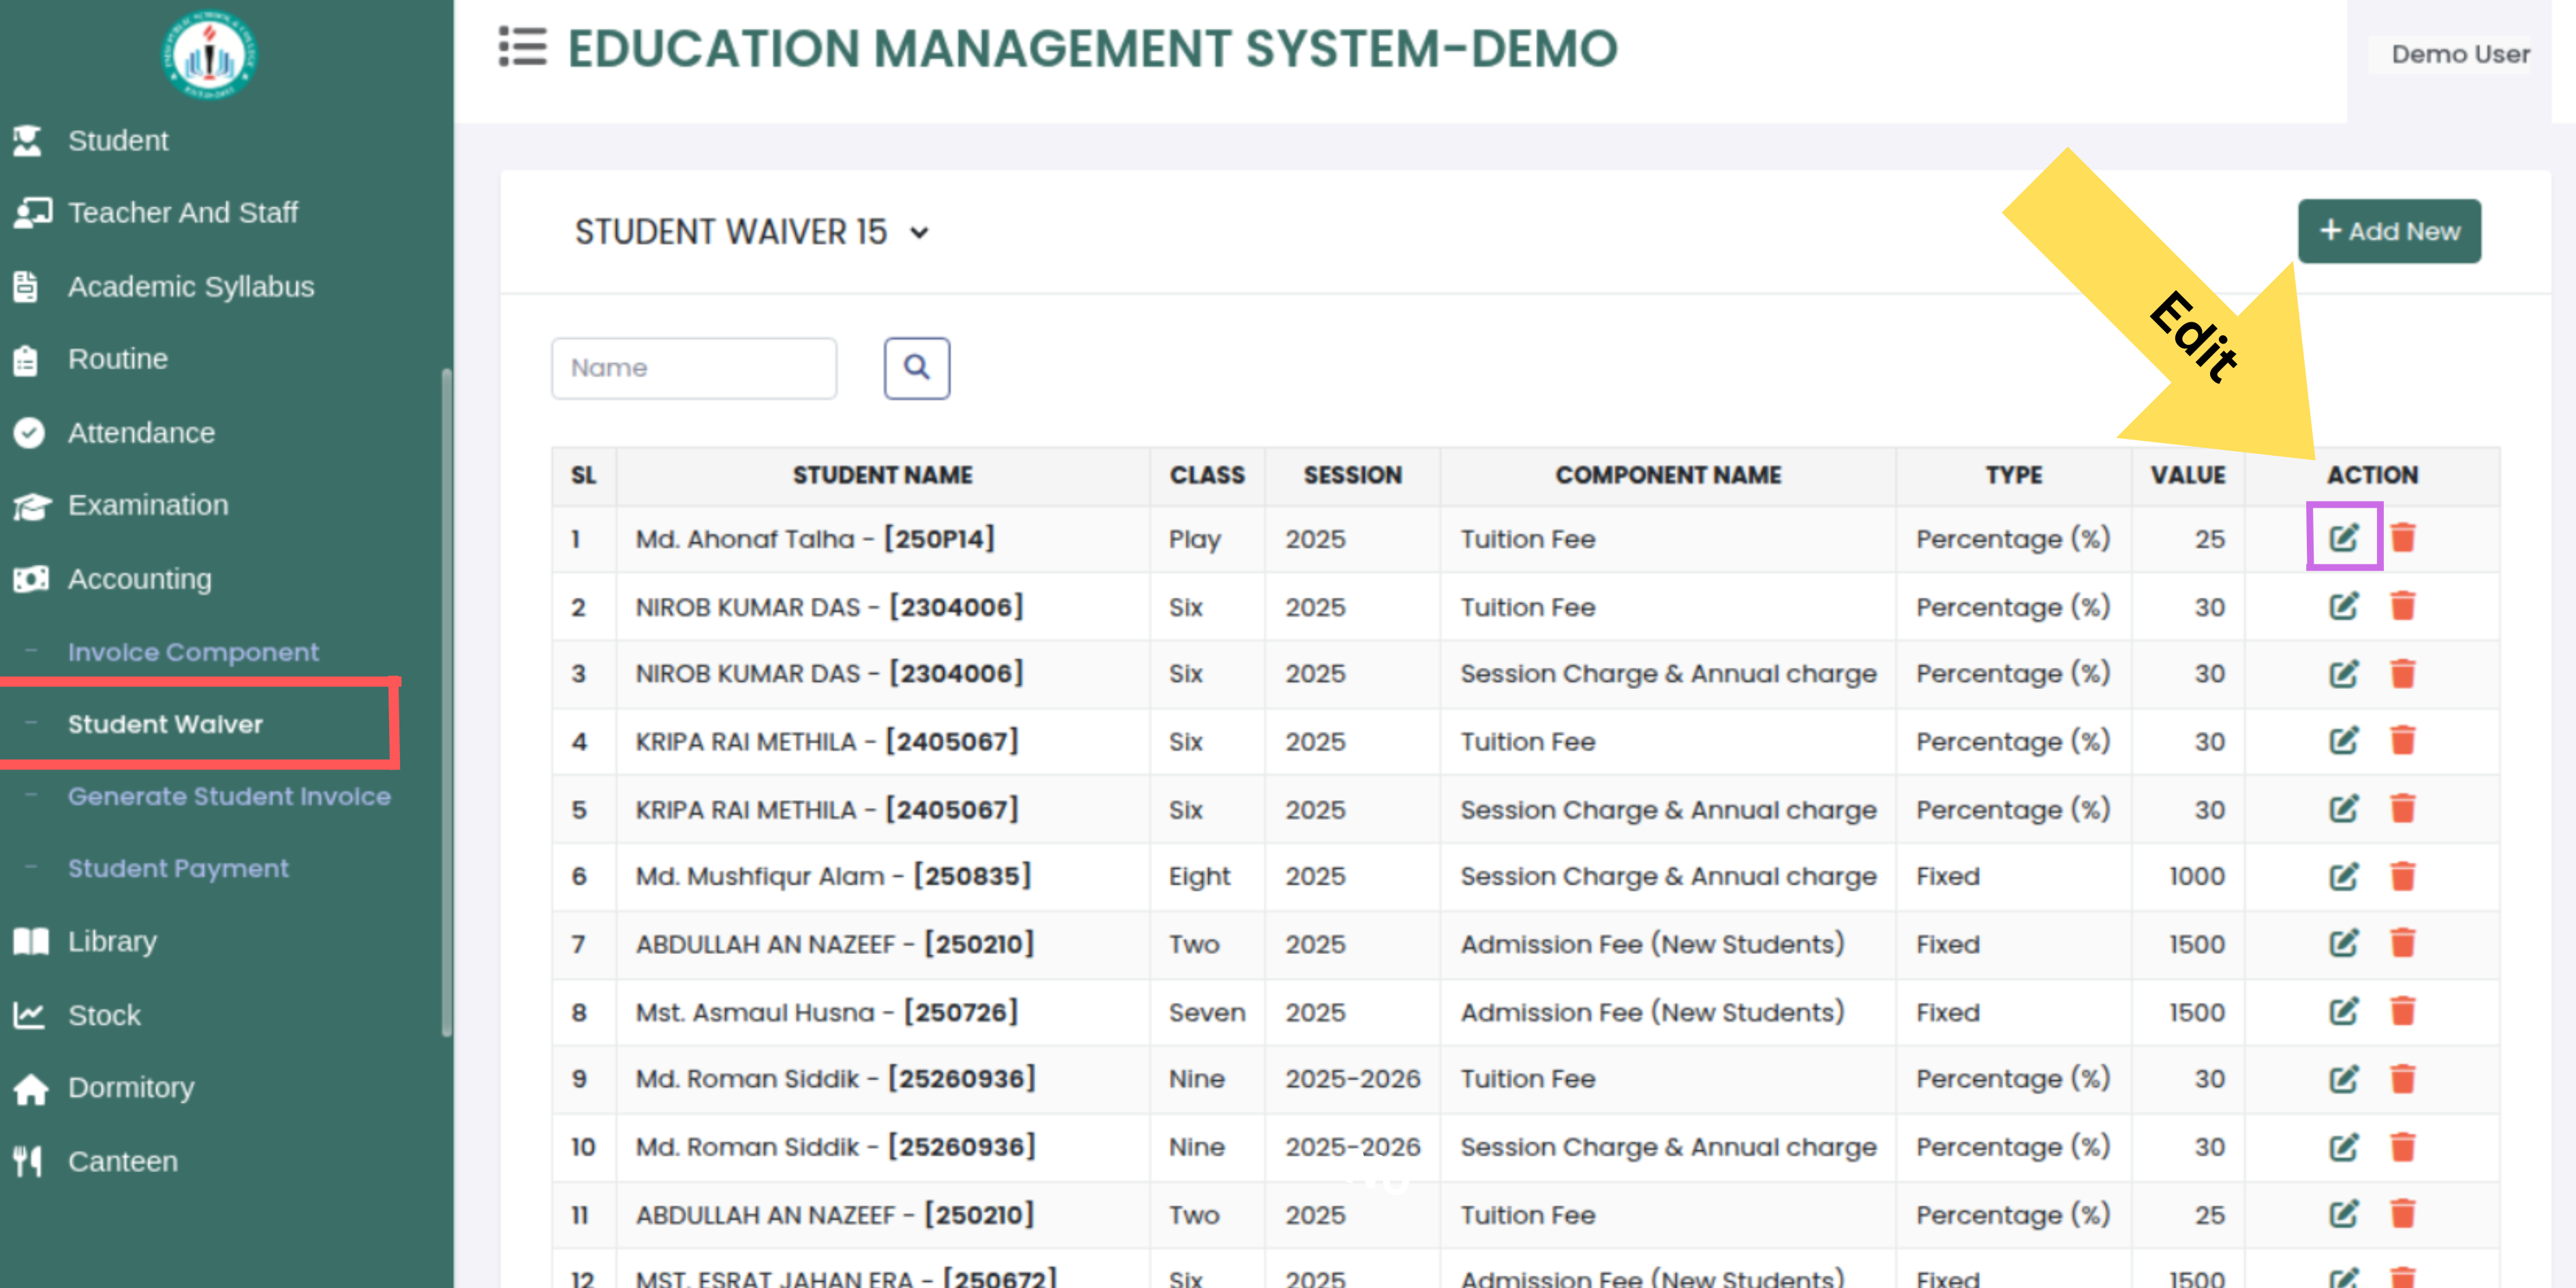 EDUCATION MANAGEMENT SYSTEM-DEMO
Demo User
Student
Teacher And Staff
Academic Syllabus
Routine
Attendance
Examination
Accounting
Invoice Component
Student Waiver
Generate Student Invoice
Student Payment
Library
Stock
Dormitory
Canteen
STUDENT WAIVER 15
+ Add New
Edit
Name
SL STUDENT NAME CLASS SESSION COMPONENT NAME TYPE VALUE ACTION
1 Md. Ahonaf Talha - [250P14] Play 2025 Tuition Fee Percentage (%) 25
2 NIROB KUMAR DAS - [2304006] Six 2025 Tuition Fee Percentage (%) 30
3 NIROB KUMAR DAS - [2304006] Six 2025 Session Charge & Annual charge Percentage (%) 30
4 KRIPA RAI METHILA - [2405067] Six 2025 Tuition Fee Percentage (%) 30
5 KRIPA RAI METHILA - [2405067] Six 2025 Session Charge & Annual charge Percentage (%) 30
6 Md. Mushfiqur Alam - [250835] Eight 2025 Session Charge & Annual charge Fixed 1000
7 ABDULLAH AN NAZEEF - [250210] Two 2025 Admission Fee (New Students) Fixed 1500
8 Mst. Asmaul Husna - [250726] Seven 2025 Admission Fee (New Students) Fixed 1500
9 Md. Roman Siddik - [25260936] Nine 2025-2026 Tuition Fee Percentage (%) 30
10 Md. Roman Siddik - [25260936] Nine 2025-2026 Session Charge & Annual charge Percentage (%) 30
11 ABDULLAH AN NAZEEF - [250210] Two 2025 Tuition Fee Percentage (%) 25
12 MST. ESRAT JAHAN ERA - [250672] Six 2025 Admission Fee (New Students) Fixed 1500